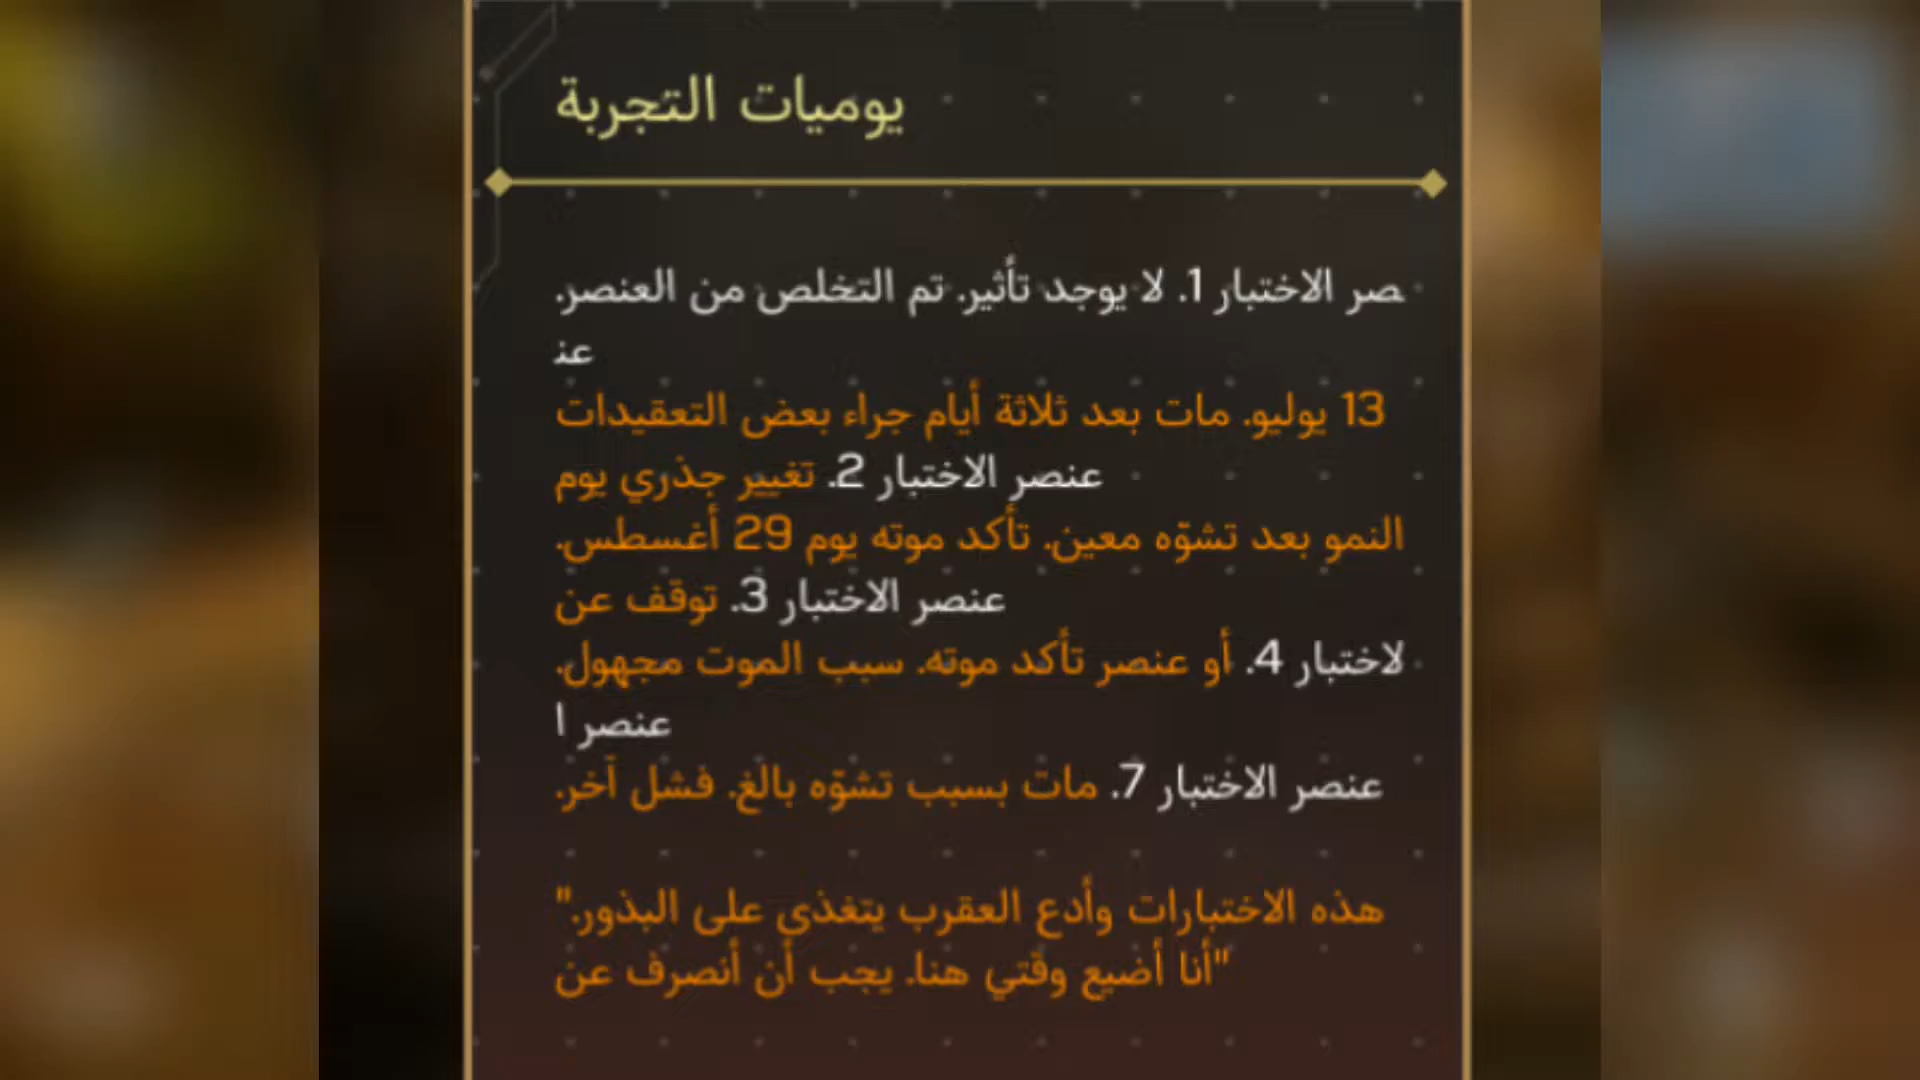 يوميات التجربة
صر الاختبار 1. لا يوجد تأثير. تم التخلص من العنصر.
عنـ
13 يوليو. مات بعد ثلاثة أيام جراء بعض التعقيدات
عنصر الاختبار 2. تغيير جذري يوم
النمو بعد تشوّه معين. تأكد موته يوم 29 أغسطس.
عنصر الاختبار 3. توقف عن
لاختبار 4. أو عنصر تأكد موته. سبب الموت مجهول.
عنصر ا
عنصر الاختبار 7. مات بسبب تشوّه بالغ. فشل آخر.
هذه الاختبارات وأدع العقرب يتغذى على البذور."
"أنا أضيع وقتي هنا. يجب أن أنصرف عن